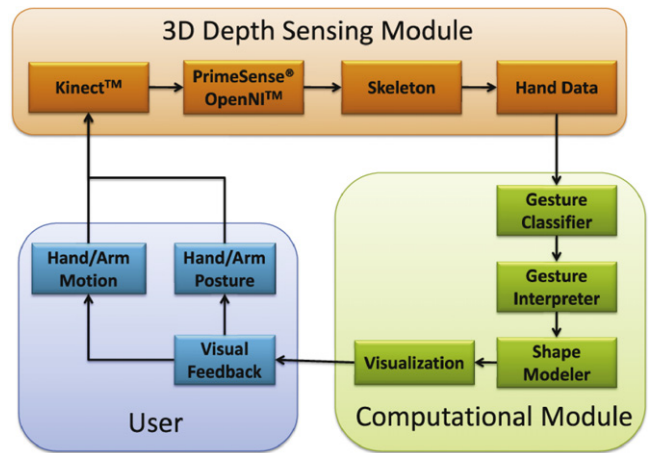 3D Depth Sensing Module
Kinect™
PrimeSense®
OpenNI™
Skeleton
Hand Data
Gesture
Classifier
Gesture
Interpreter
Shape
Modeler
Visualization
Computational Module
Hand/Arm
Motion
Hand/Arm
Posture
Visual
Feedback
User